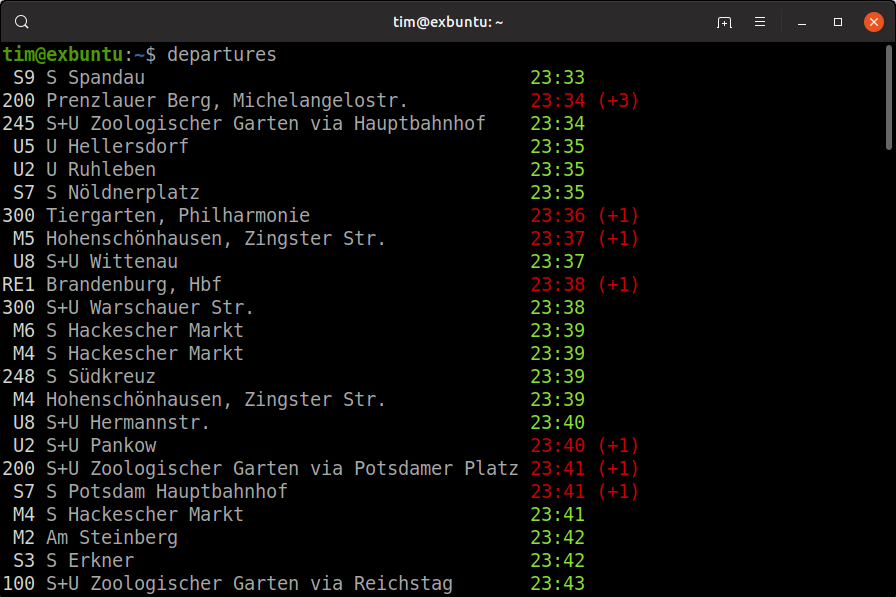 tim@exbuntu: ~
tim@exbuntu:~$ departures
S9 S Spandau 23:33
200 Prenzlauer Berg, Michelangelostr. 23:34 (+3)
245 S+U Zoologischer Garten via Hauptbahnhof 23:34
U5 U Hellersdorf 23:35
U2 U Ruhleben 23:35
S7 S Nöldnerplatz 23:35
300 Tiergarten, Philharmonie 23:36 (+1)
M5 Hohenschönhausen, Zingster Str. 23:37 (+1)
U8 S+U Wittenau 23:37
RE1 Brandenburg, Hbf 23:38 (+1)
300 S+U Warschauer Str. 23:38
M6 S Hackescher Markt 23:39
M4 S Hackescher Markt 23:39
248 S Südkreuz 23:39
M4 Hohenschönhausen, Zingster Str. 23:39
U8 S+U Hermannstr. 23:40
U2 S+U Pankow 23:40 (+1)
200 S+U Zoologischer Garten via Potsdamer Platz 23:41 (+1)
S7 S Potsdam Hauptbahnhof 23:41 (+1)
M4 S Hackescher Markt 23:41
M2 Am Steinberg 23:42
S3 S Erkner 23:42
100 S+U Zoologischer Garten via Reichstag 23:43